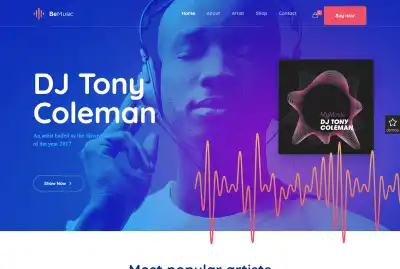 BeMusic
Home About Artist Shop Contact
Buy now
DJ Tony
Coleman
An artist hailed as the
of the year 2017
MyMusic
DJ TONY
COLEMAN
Show Now >
Most popular artists